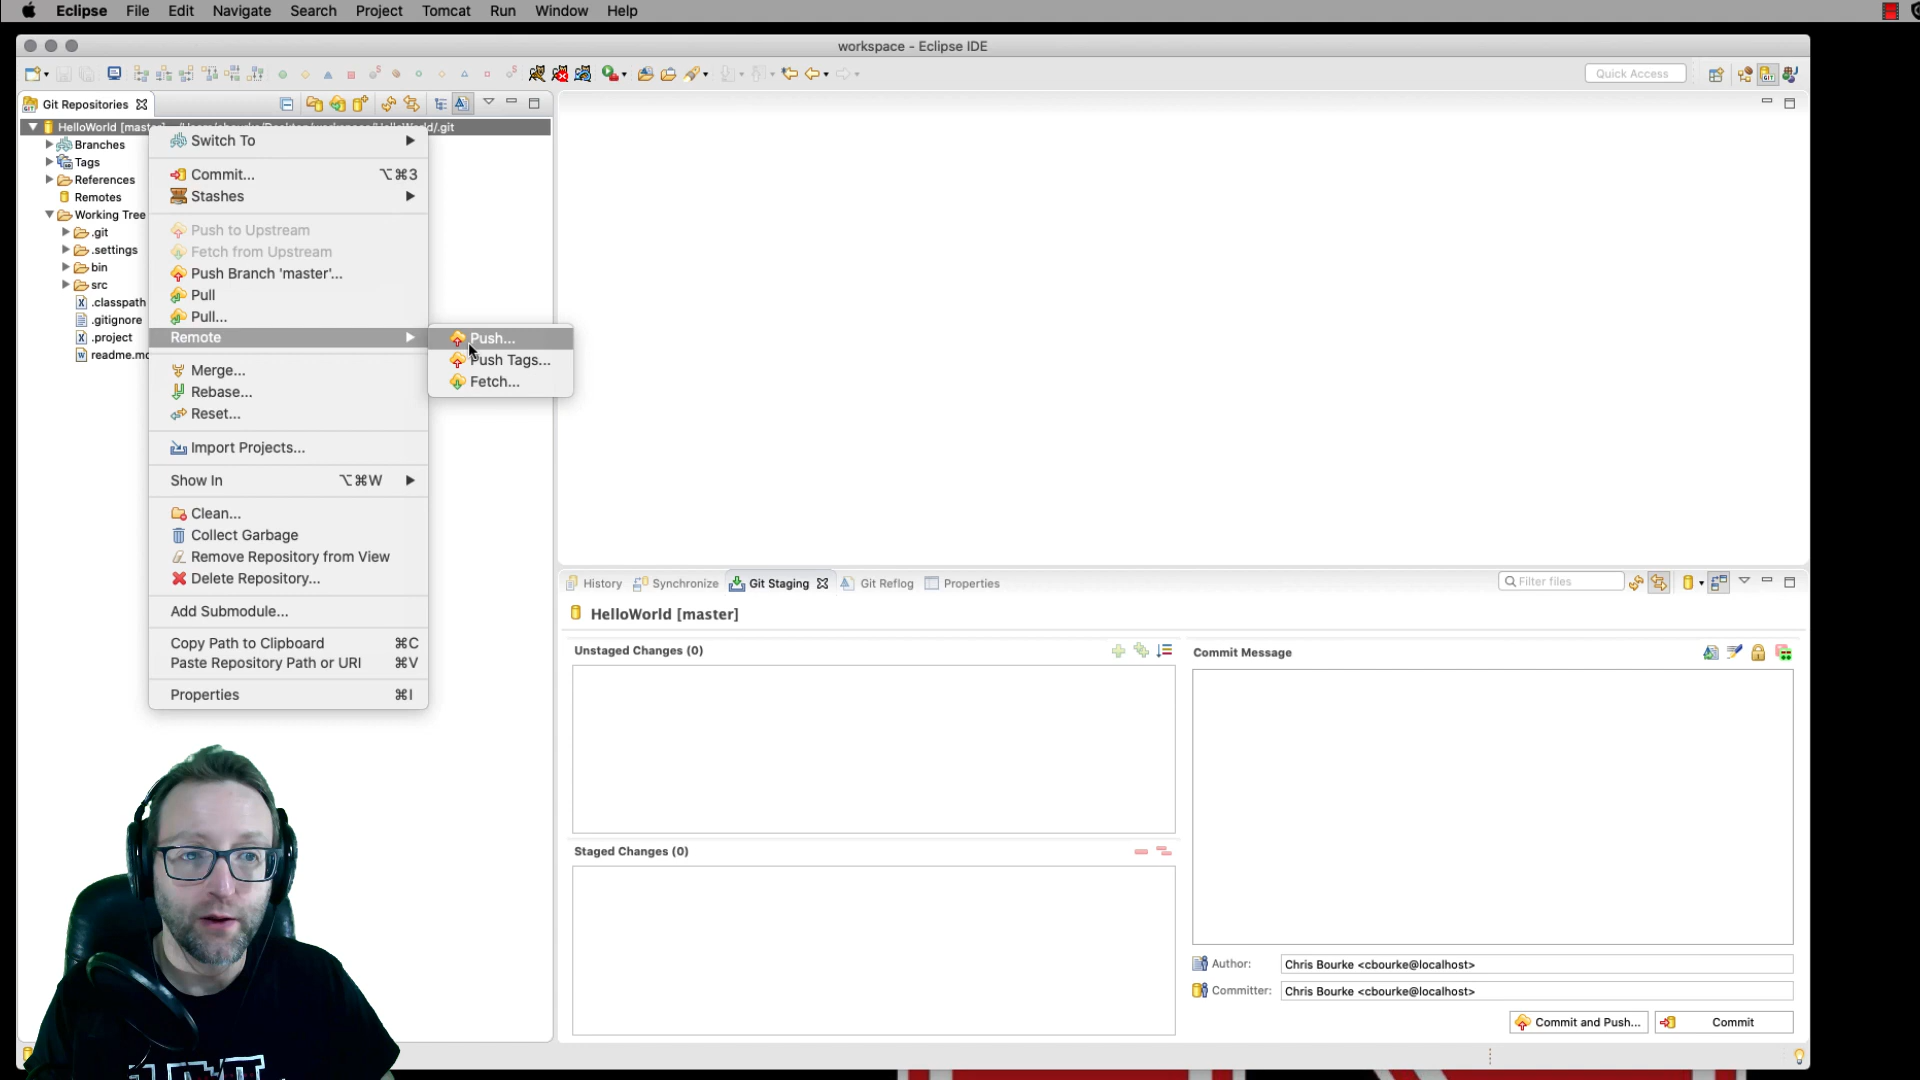 Eclipse File Edit Navigate Search Project Tomcat Run Window Help
workspace - Eclipse IDE
Quick Access
Git Repositories
HelloWorld
/.git
Branches
Tags
References
Remotes
Working Tree
.git
.settings
bin
src
.classpath
.gitignore
.project
Switch To
Commit... ⌥⌘3
Stashes
Push to Upstream
Fetch from Upstream
Push Branch 'master'...
Pull
Pull...
Remote
Merge...
Rebase...
Reset...
Import Projects...
Show In ⌥⌘W
Clean...
Collect Garbage
Remove Repository from View
Delete Repository...
Add Submodule...
Copy Path to Clipboard ⌘C
Paste Repository Path or URI ⌘V
Properties ⌘I
Push...
Push Tags...
Fetch...
History Synchronize Git Staging Git Reflog Properties
Filter files
HelloWorld [master]
Unstaged Changes (0)
Staged Changes (0)
Commit Message
Author: Chris Bourke <cbourke@localhost>
Committer: Chris Bourke <cbourke@localhost>
Commit and Push... Commit